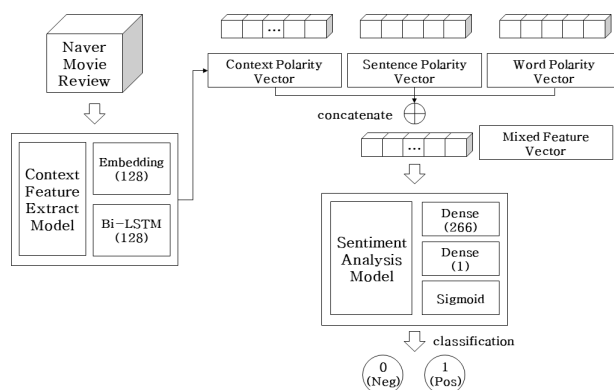 Naver
Movie
Review
Context
Feature
Extract
Model
Embedding
(128)
Bi-LSTM
(128)
...
Context Polarity
Vector
Sentence Polarity
Vector
Word Polarity
Vector
concatenate
...
Mixed Feature
Vector
Sentiment
Analysis
Model
Dense
(266)
Dense
(1)
Sigmoid
classification
0
(Neg)
1
(Pos)